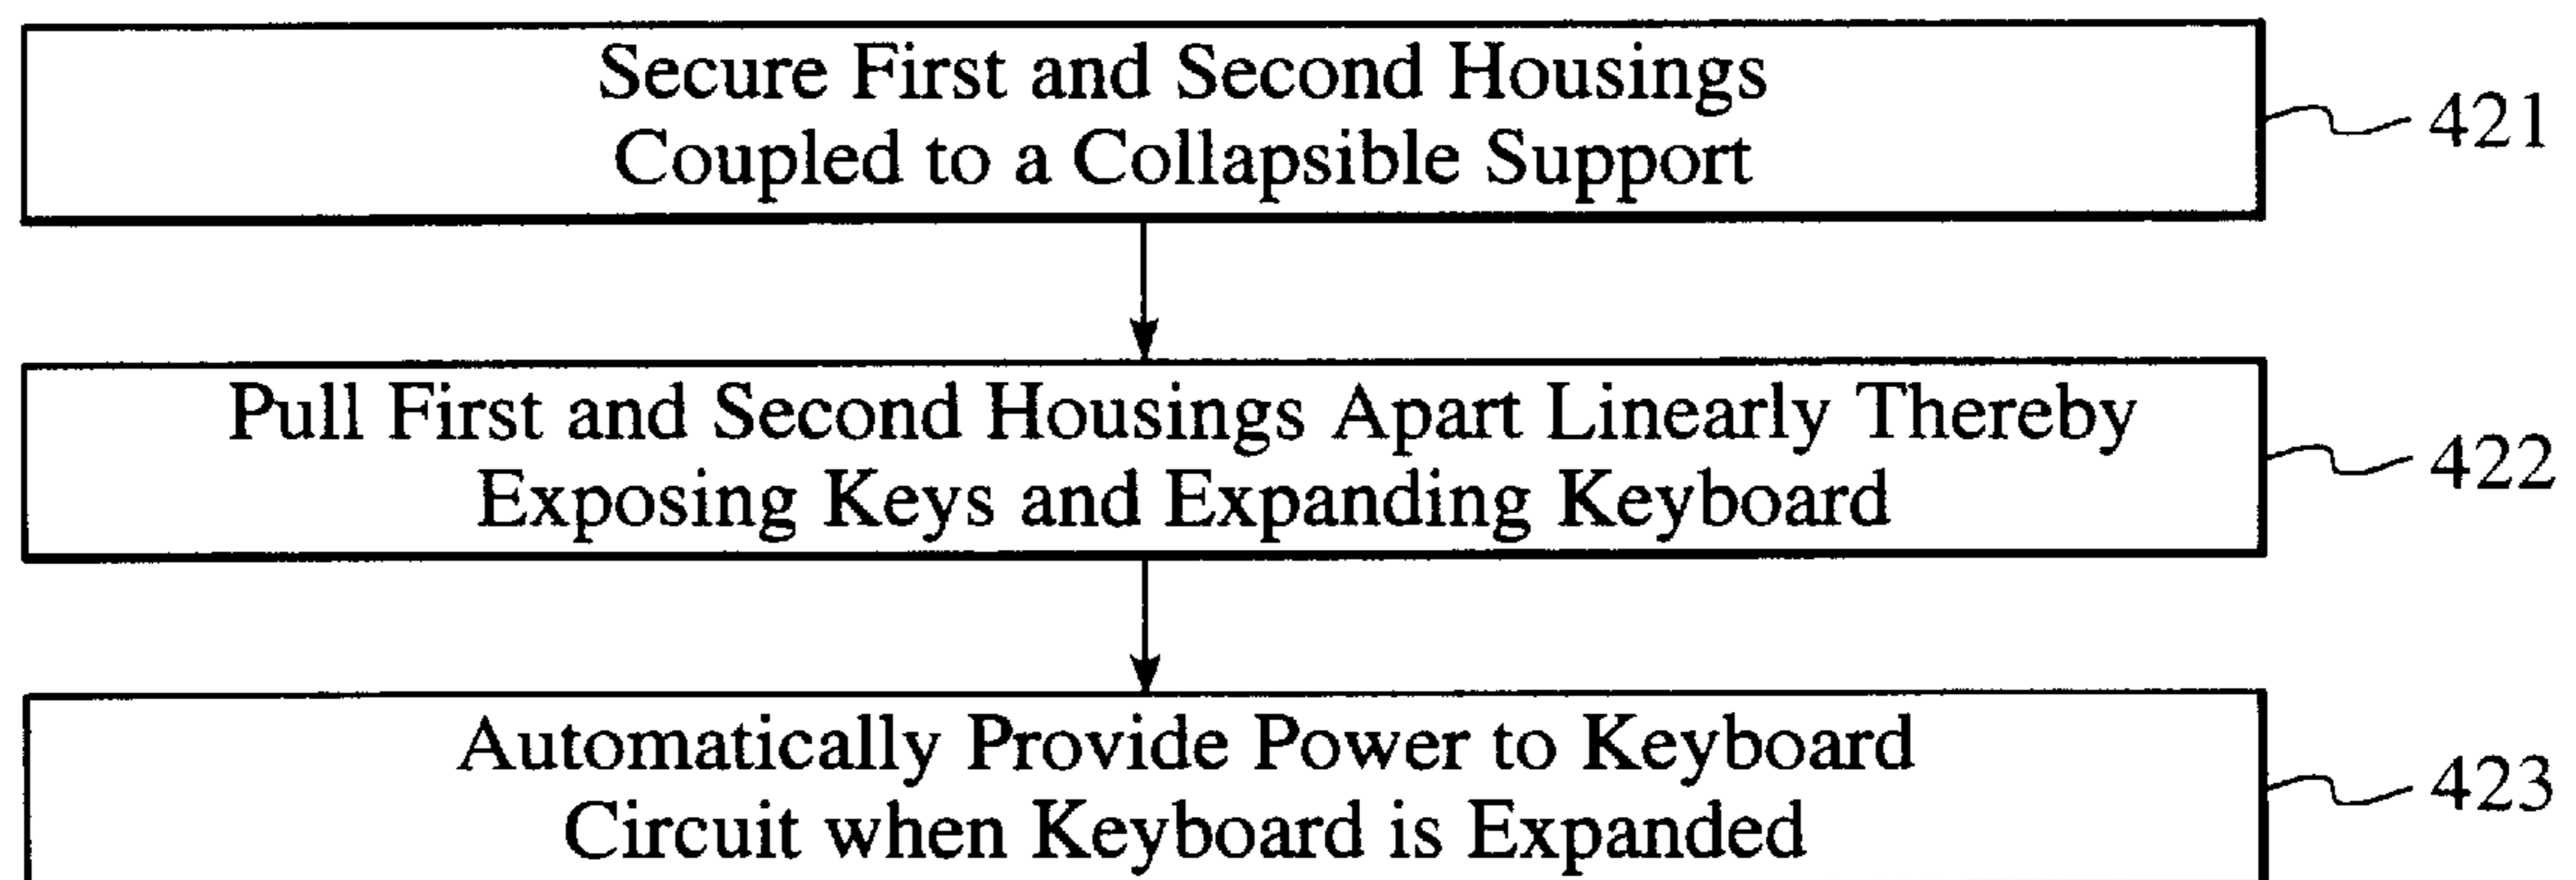 Secure First and Second Housings
Coupled to a Collapsible Support
421
Pull First and Second Housings Apart Linearly Thereby
Exposing Keys and Expanding Keyboard
422
Automatically Provide Power to Keyboard
Circuit when Keyboard is Expanded
423